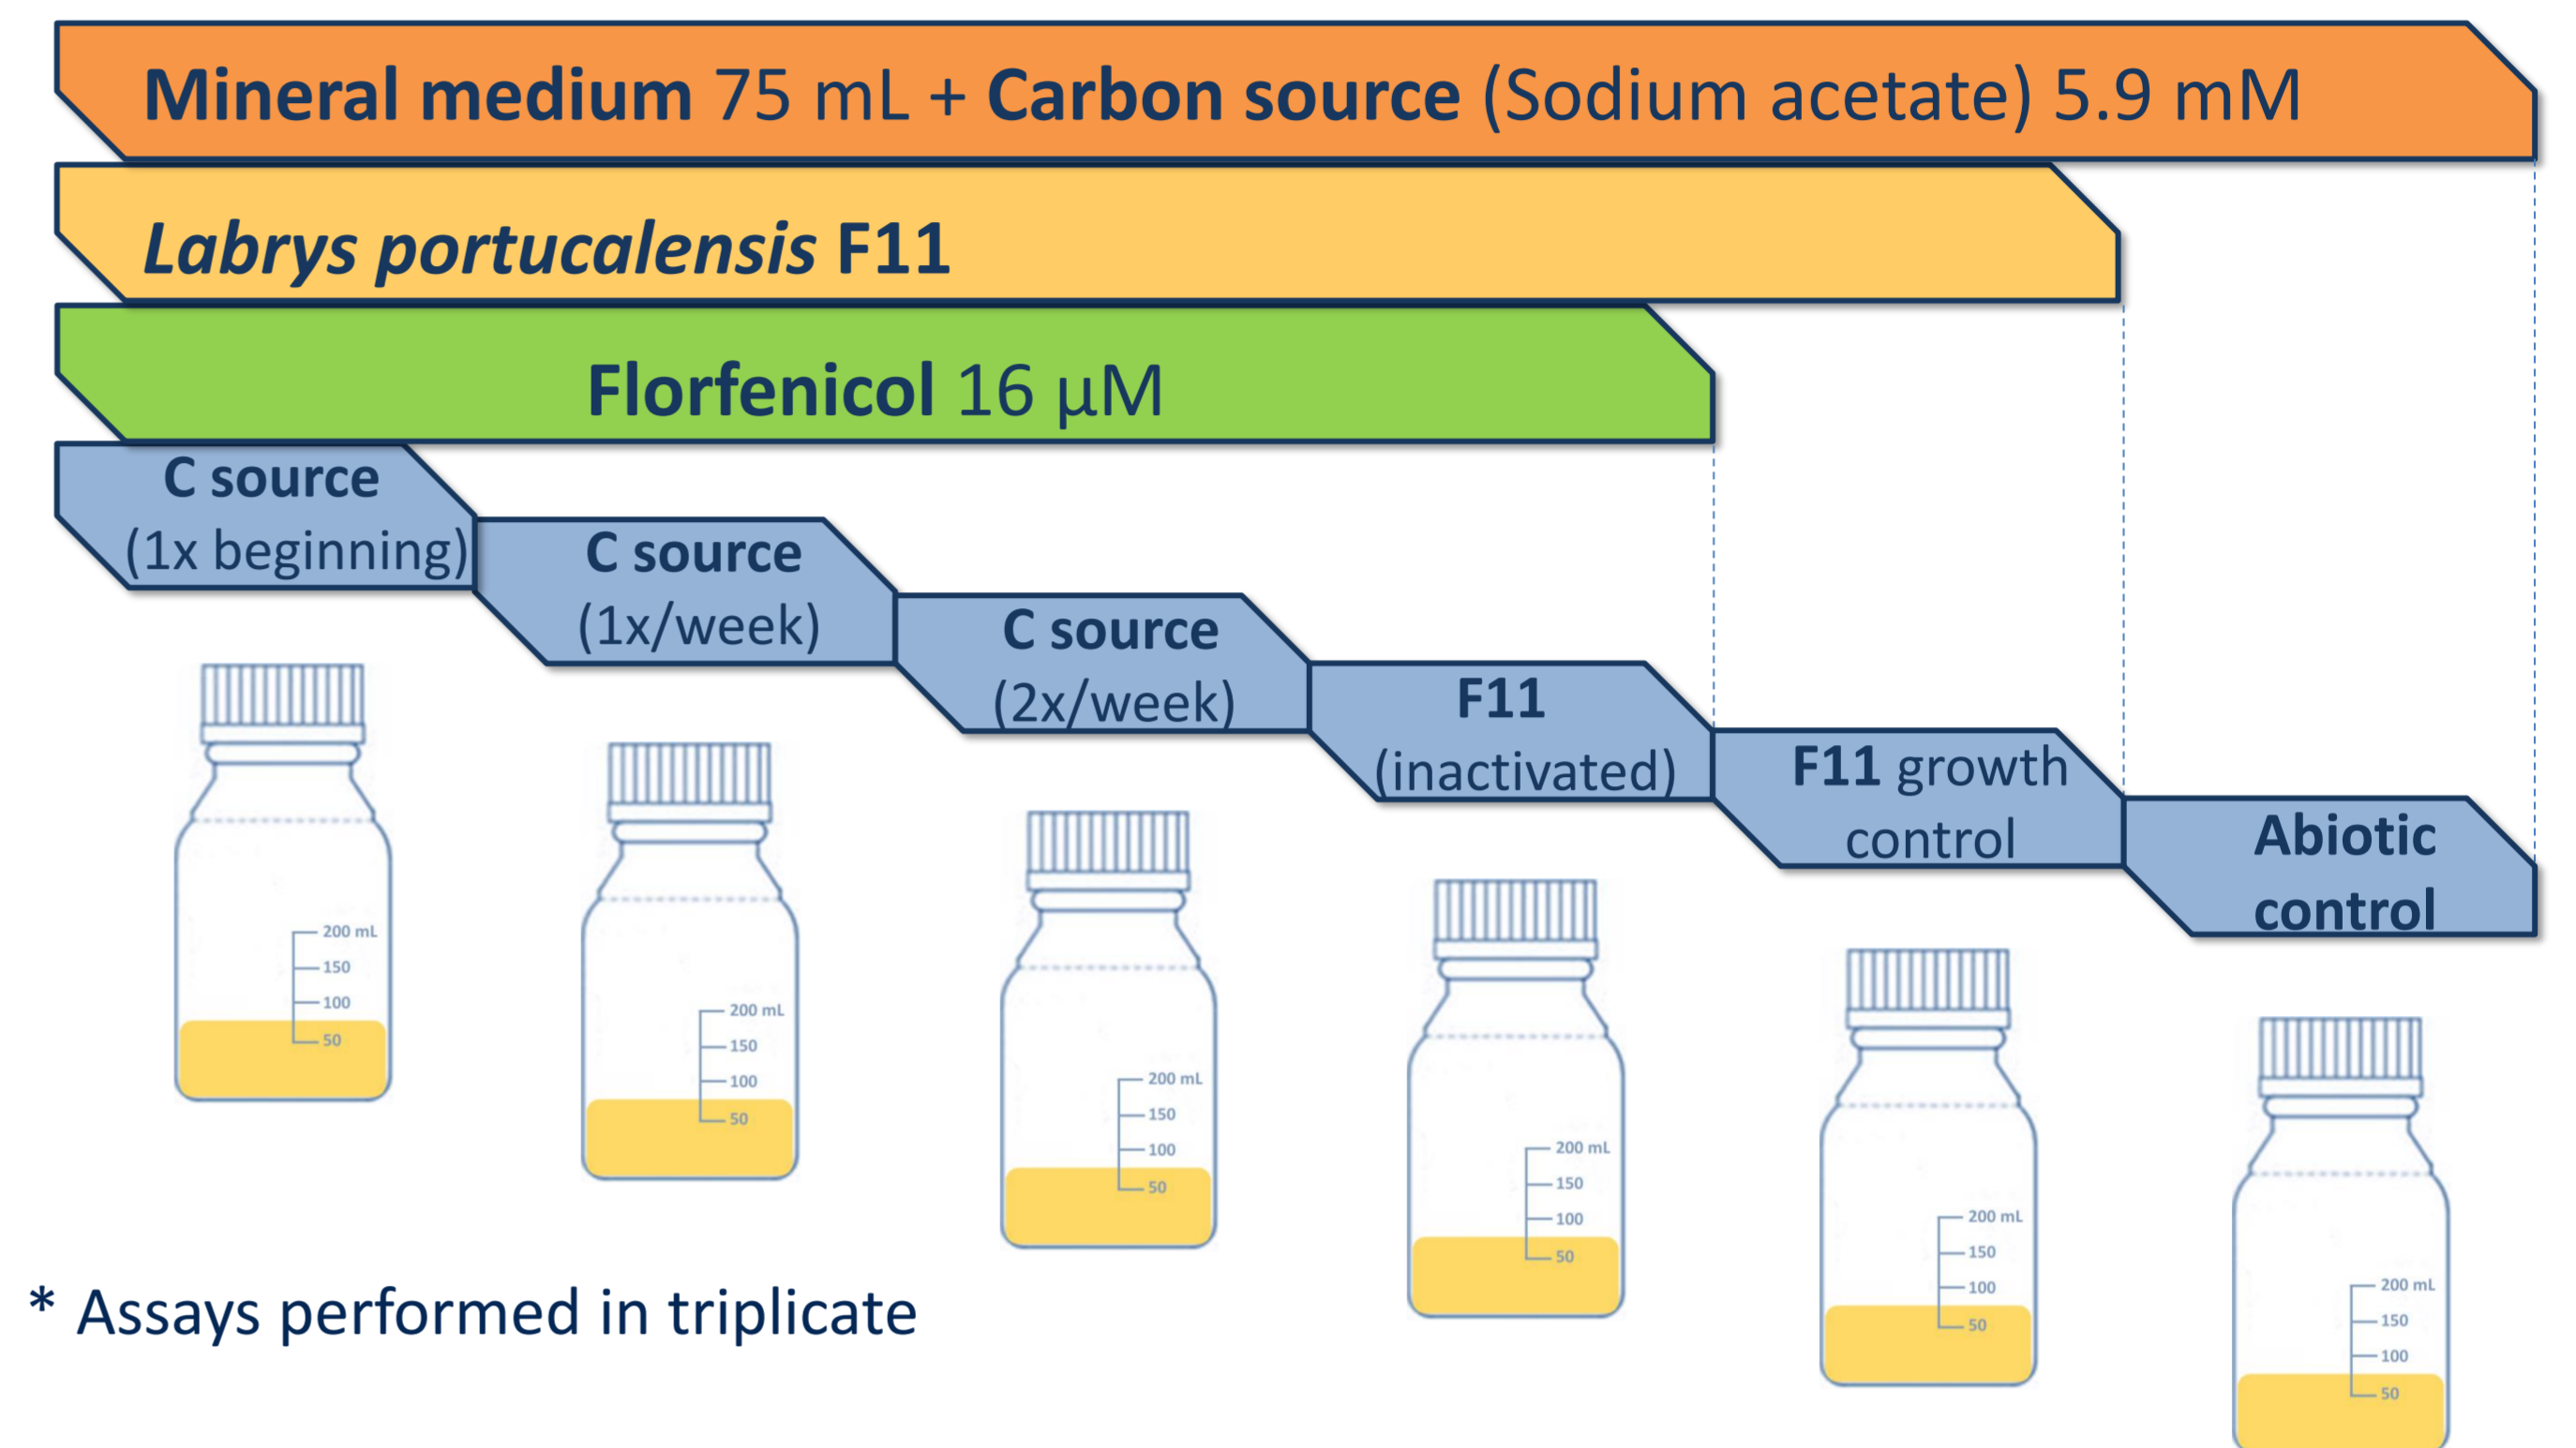 Mineral medium 75 mL + Carbon source (Sodium acetate) 5.9 mM
Labrys portucalensis F11
Florfenicol 16 µM
C source
(1x beginning)
C source
(1x/week)
C source
(2x/week)
F11
(inactivated)
F11 growth
control
Abiotic
control
200 mL
150
100
50
200 mL
150
100
50
200 mL
150
100
50
200 mL
150
100
50
200 mL
150
100
50
200 mL
150
100
50
* Assays performed in triplicate